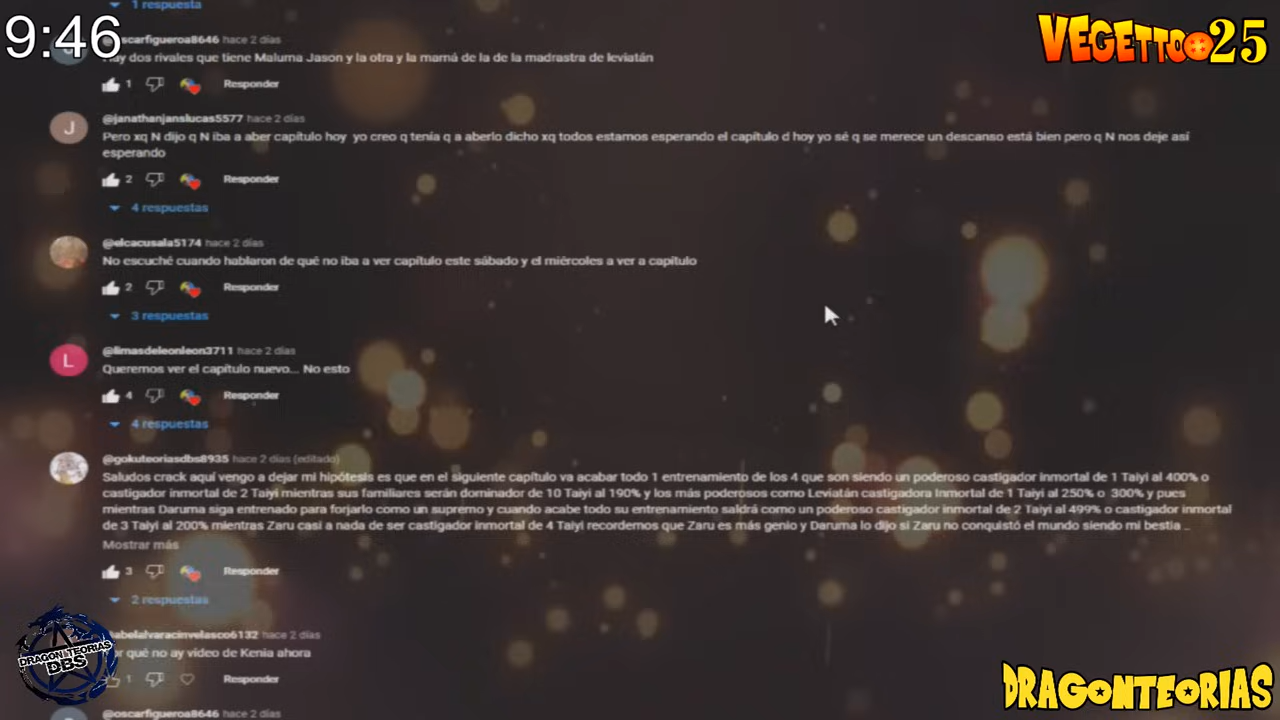 1 respuesta
9:46
VEGETTO 25
oscarfigueroa8646 hace 2 días
Hay dos rivales que tiene Maluma Jason y la otra y la mamá de la de la madrastra de leviatán
1 Responder
J
@janathanjanslucas5577 hace 2 días
Pero xq N dijo q N iba a aber capítulo hoy yo creo q tenia q a aberlo dicho xq todos estamos esperando el capítulo d hoy yo sé q se merece un descanso está bien pero q N nos deje así
esperando
2 Responder
4 respuestas
@elcacusala5174 hace 2 días
No escuché cuando hablaron de qué no iba a ver capítulo este sábado y el miércoles a ver a capítulo
2 Responder
3 respuestas
L
@limasdeleonleon3711 hace 2 días
Queremos ver el capítulo nuevo... No esto
4 Responder
4 respuestas
@gokuteoriasdbs8935 hace 2 días (editado)
Saludos crack aquí vengo a dejar mi hipótesis es que en el siguiente capítulo va acabar todo 1 entrenamiento de los 4 que son siendo un poderoso castigador inmortal de 1 Taiyi al 400% o
castigador inmortal de 2 Taiyi mientras sus familiares serán dominador de 10 Taiyi al 190% y los más poderosos como Leviatán castigadora Inmortal de 1 Taiyi al 250% o 300% y pues
mientras Daruma siga entrenado para forjarlo como un supremo y cuando acabe todo su entrenamiento saldrá como un poderoso castigador inmortal de 2 Taiyi al 499% o castigador inmortal
de 3 Taiyi al 200% mientras Zaru casi a nada de ser castigador inmortal de 4 Taiyi recordemos que Zaru es más genio y Daruma lo dijo si Zaru no conquistó el mundo siendo mi bestia ..
Mostrar más
3 Responder
2 respuestas
abelalvaracinvelasco6132 hace 2 días
or qué no ay vídeo de Kenia ahora
1 Responder
DRAGON TEORIAS
DBS
DRAGONTEORIAS
@oscarfigueroa8646 hace 2 días